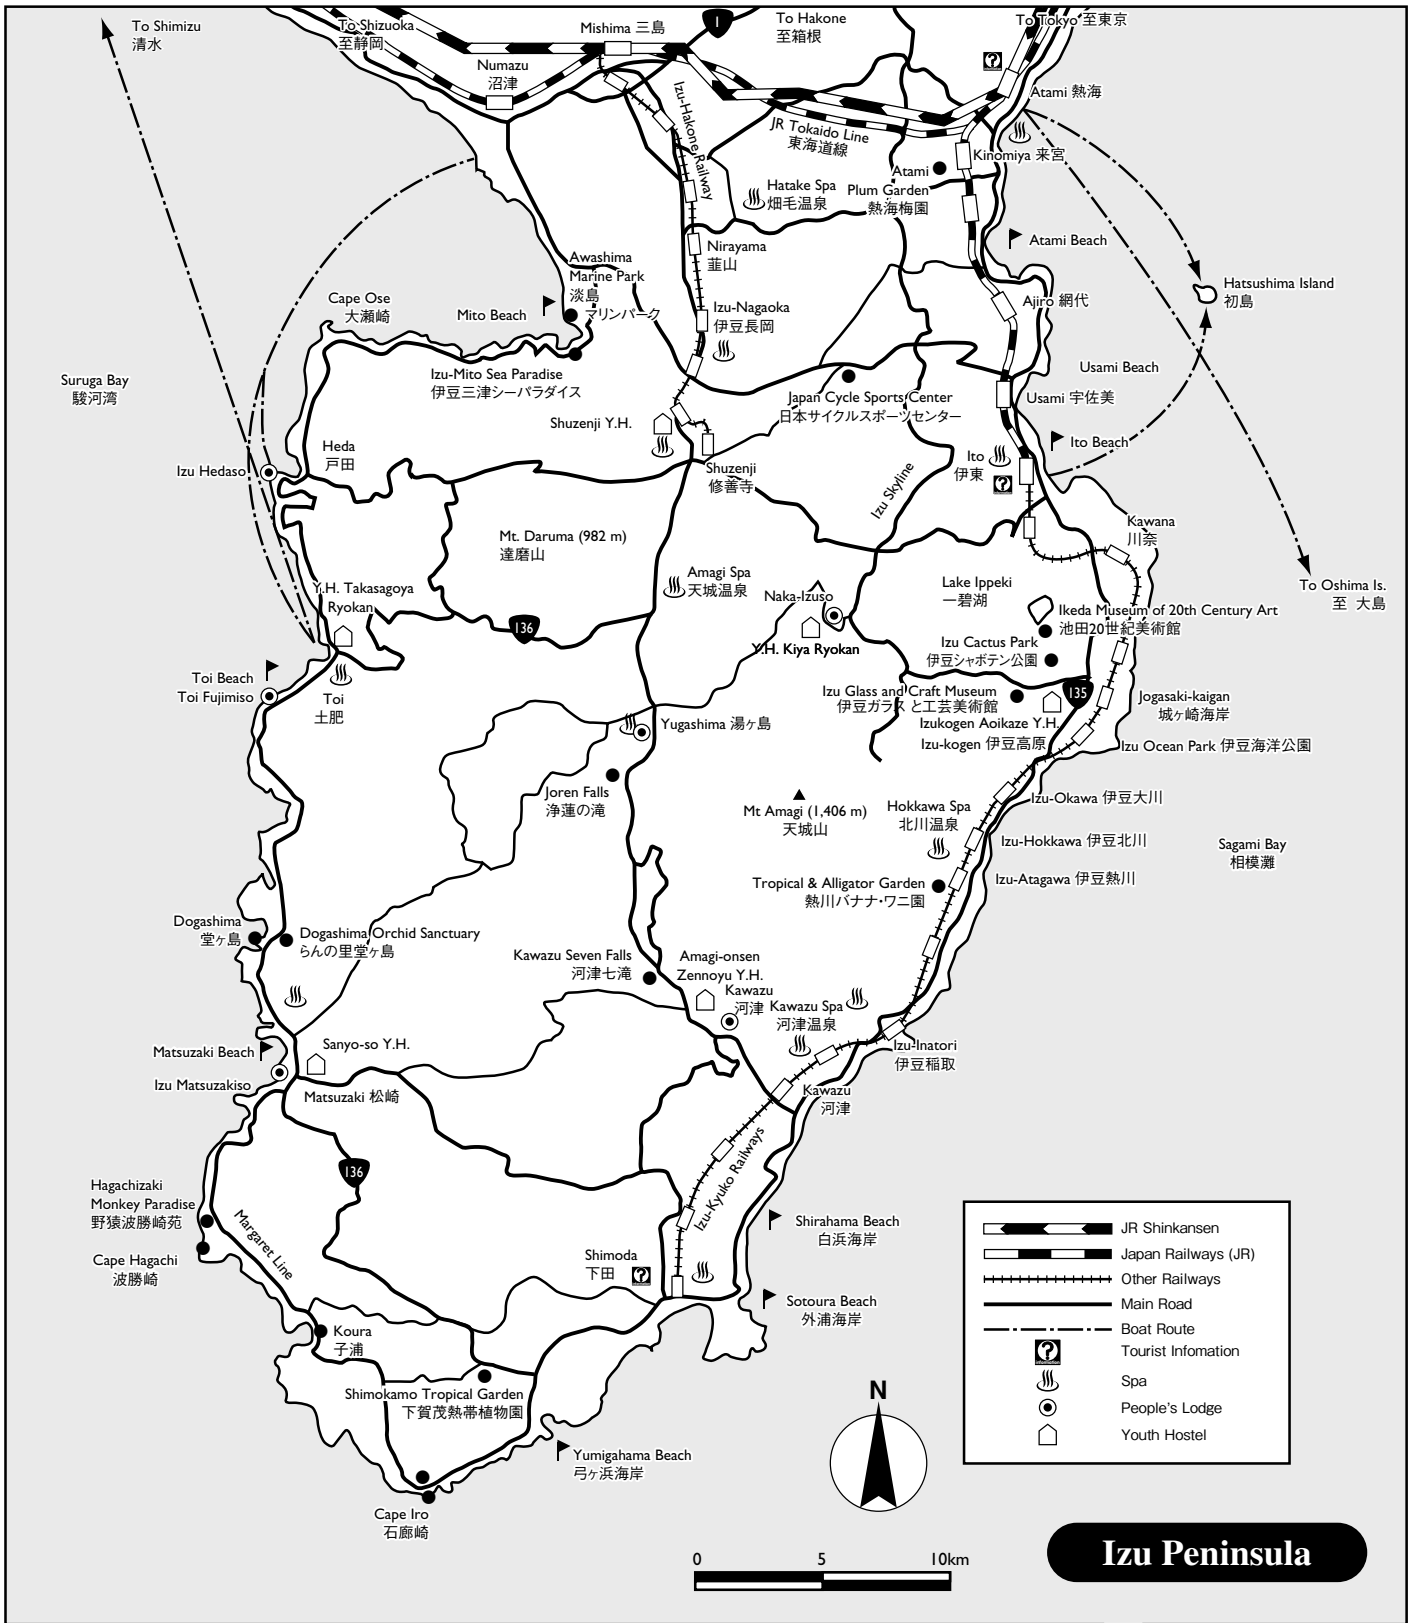 To Shimizu
清水
To Shizuoka
至静岡
Mishima 三島
1
To Hakone
至箱根
To Tokyo 至東京
Numazu
沼津
Izu-Hakone Railway
JR Tokaido Line
東海道線
Atami 熱海
Kinomiya 来宮
Atami
Plum Garden
熱海梅園
Hatake Spa
畑毛温泉
Atami Beach
Nirayama
韮山
Awashima
Marine Park
淡島
マリンパーク
Hatsushima Island
初島
Cape Ose
大瀬崎
Mito Beach
Izu-Nagaoka
伊豆長岡
Ajiro 網代
Suruga Bay
駿河湾
Izu-Mito Sea Paradise
伊豆三津シーパラダイス
Usami Beach
Japan Cycle Sports Center
日本サイクルスポーツセンター
Usami 宇佐美
Shuzenji Y.H.
Ito Beach
Heda
戸田
Izu Hedaso
Ito
伊東
Shuzenji
修善寺
Izu Skyline
Kawana
川奈
Mt. Daruma (982 m)
達磨山
Amagi Spa
天城温泉
Lake Ippeki
一碧湖
To Oshima Is.
至 大島
Y.H. Takasagoya
Ryokan
Naka-Izuso
Ikeda Museum of 20th Century Art
池田20世紀美術館
136
Y.H. Kiya Ryokan
Izu Cactus Park
伊豆シャボテン公園
Toi Beach
Toi Fujimiso
Toi
土肥
Izu Glass and Craft Museum
伊豆ガラスと工芸美術館
135
Jogasaki-kaigan
城ヶ崎海岸
Izukogen Aoikaze Y.H.
Izu-kogen 伊豆高原
Yugashima 湯ヶ島
Izu Ocean Park 伊豆海洋公園
Joren Falls
浄蓮の滝
Mt Amagi (1,406 m)
天城山
Hokkawa Spa
北川温泉
Izu-Okawa 伊豆大川
Izu-Hokkawa 伊豆北川
Sagami Bay
相模灘
Izu-Atagawa 伊豆熱川
Tropical & Alligator Garden
熱川バナナ・ワニ園
Dogashima
堂ヶ島
Dogashima Orchid Sanctuary
らんの里堂ヶ島
Kawazu Seven Falls
河津七滝
Amagi-onsen
Zennoyu Y.H.
Kawazu
河津
Kawazu Spa
河津温泉
Matsuzaki Beach
Izu Matsuzakiso
Sanyo-so Y.H.
Izu-Inatori
伊豆稲取
Matsuzaki 松崎
Kawazu
河津
Izu-Kyuko Railways
136
Hagachizaki
Monkey Paradise
野猿波勝崎苑
Cape Hagachi
波勝崎
Margaret Line
Shirahama Beach
白浜海岸
Shimoda
下田
Sotoura Beach
外浦海岸
Koura
子浦
Shimokamo Tropical Garden
下賀茂熱帯植物園
Yumigahama Beach
弓ヶ浜海岸
Cape Iro
石廊崎
JR Shinkansen
Japan Railways (JR)
Other Railways
Main Road
Boat Route
Tourist Infomation
Spa
People's Lodge
Youth Hostel
N
0 5 10km
Izu Peninsula